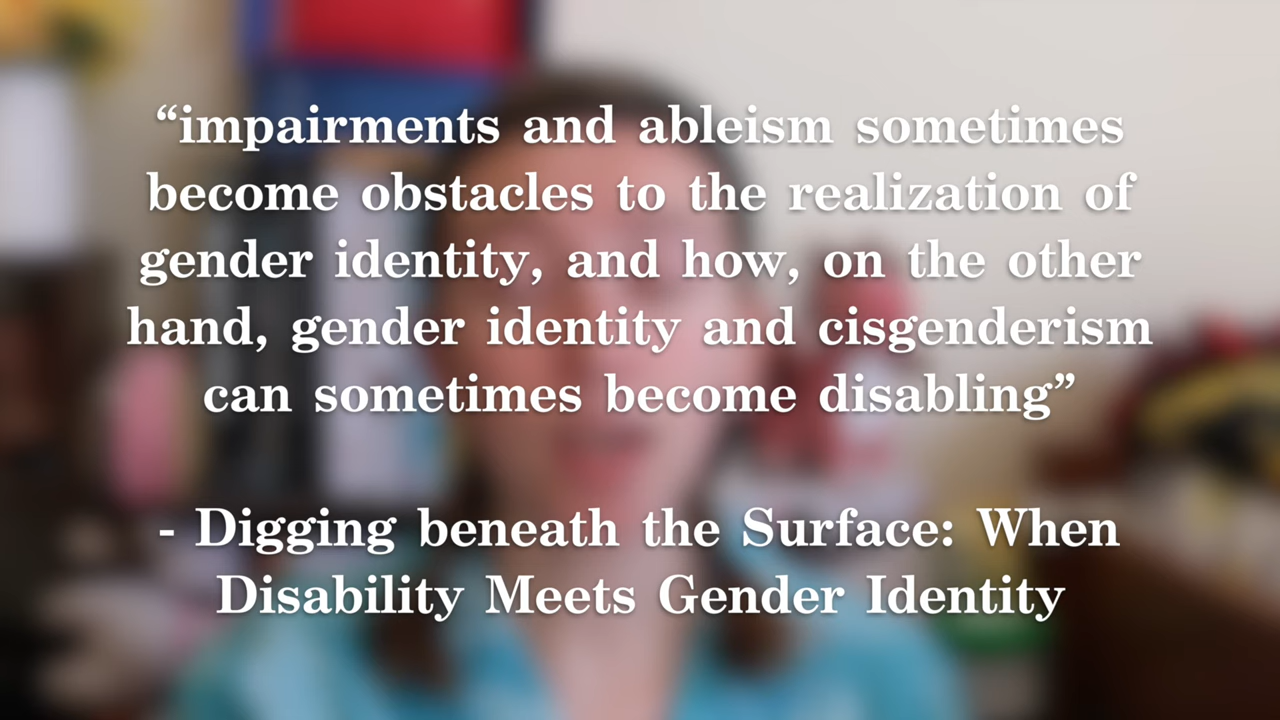 “impairments and ableism sometimes
become obstacles to the realization of
gender identity, and how, on the other
hand, gender identity and cisgenderism
can sometimes become disabling”
- Digging beneath the Surface: When
Disability Meets Gender Identity